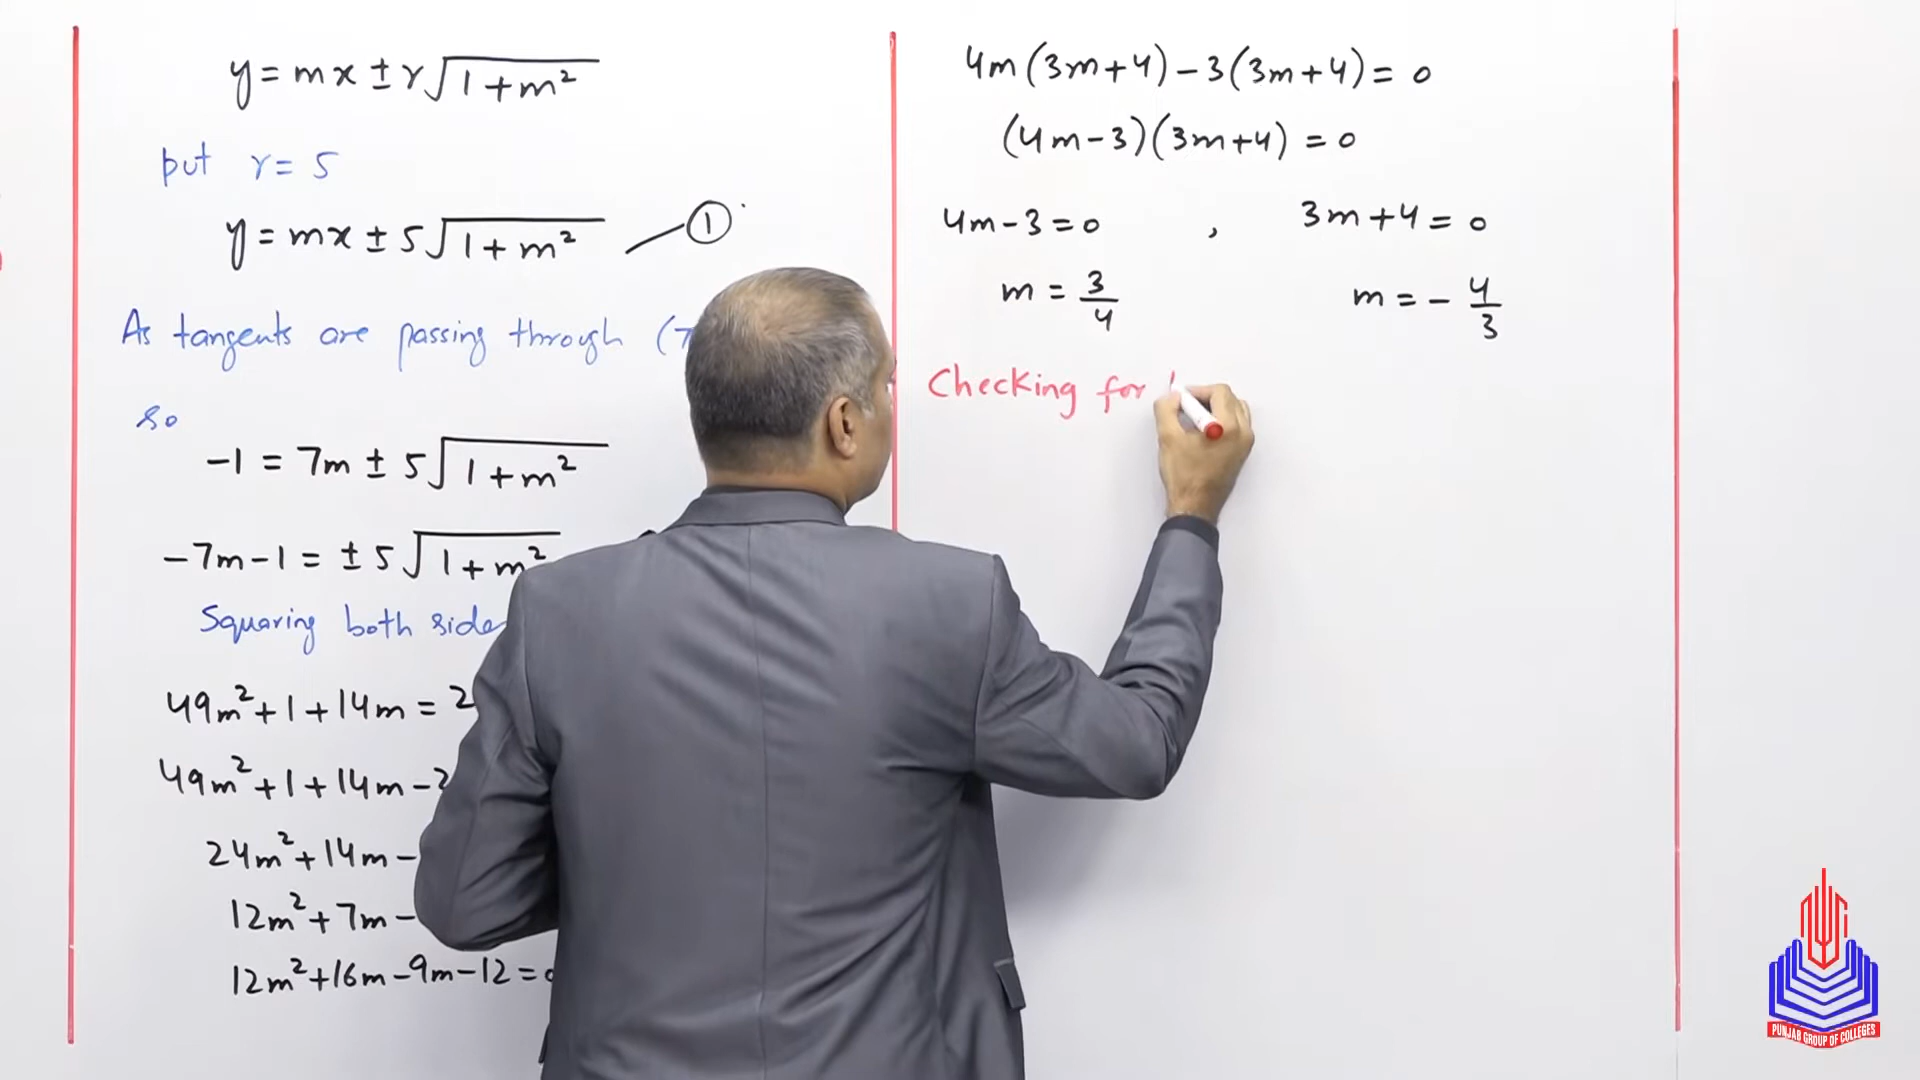 y = mx ± r√1+m²
put r = 5
y = mx ± 5√1+m² ①
As tangents are passing through (7
so
-1 = 7m ± 5√1+m²
-7m-1 = ± 5√1+m²
Squaring both side
49m²+1+14m = 2
49m²+1+14m-2
24m²+14m-
12m²+7m-
12m²+16m-9m-12=0
4m(3m+4)-3(3m+4)=0
(4m-3)(3m+4)=0
4m-3=0 , 3m+4=0
m = 3/4 m = -4/3
Checking for
PUNJAB GROUP OF COLLEGES